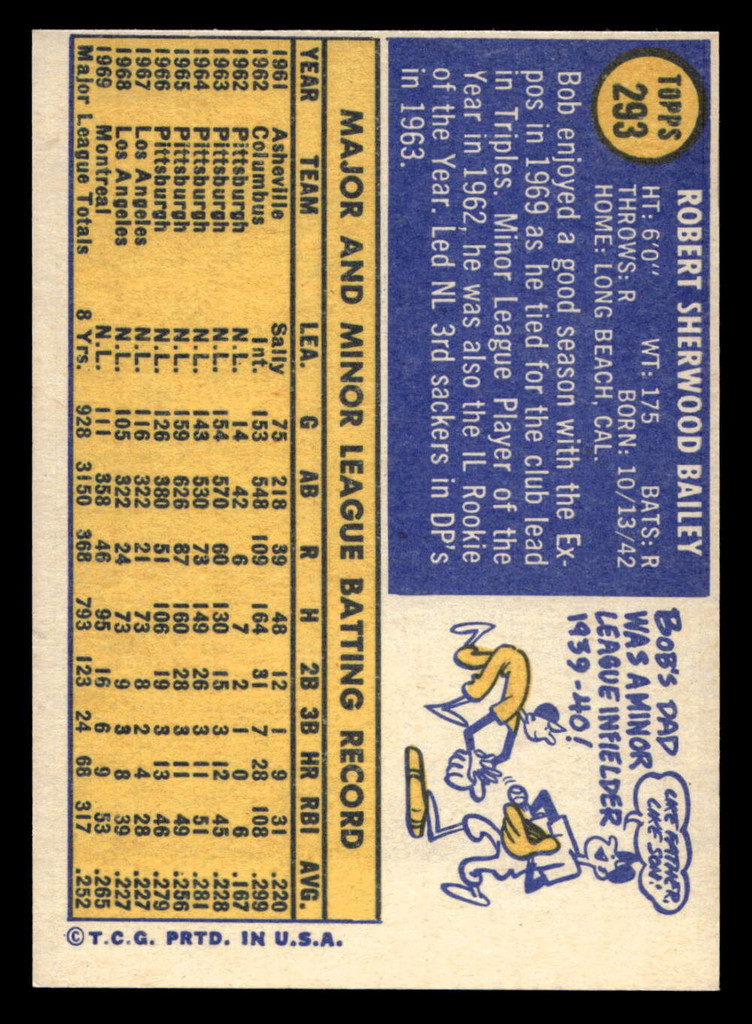 TOPPS
293
ROBERT SHERWOOD BAILEY
HT: 6'0" WT: 175 BATS: R
THROWS: R BORN: 10/13/42
HOME: LONG BEACH, CAL.
Bob enjoyed a good season with the Ex-
pos in 1969 as he tied for the club lead
in Triples. Minor League Player of the
Year in 1962, he was also the IL Rookie
of the Year. Led NL 3rd sackers in DP's
in 1963.
BOB'S DAD
WAS A MINOR
LEAGUE INFIELDER
1939-40!
LIKE FATHER,
LIKE SON!
MAJOR AND MINOR LEAGUE BATTING RECORD
YEAR TEAM LEA. G AB R H 2B 3B HR RBI AVG.
1961 Asheville Sally 75 218 39 48 12 1 9 31 .220
1962 Columbus Int. 153 548 109 164 31 7 28 108 .299
1962 Pittsburgh N.L. 14 42 6 7 2 1 0 6 .167
1963 Pittsburgh N.L. 154 570 60 130 15 3 12 45 .228
1964 Pittsburgh N.L. 143 530 73 149 26 3 11 51 .281
1965 Pittsburgh N.L. 159 626 87 160 28 3 11 49 .256
1966 Pittsburgh N.L. 126 380 51 106 19 3 13 46 .279
1967 Los Angeles N.L. 116 322 21 73 8 2 4 28 .227
1968 Los Angeles N.L. 105 322 24 73 9 3 8 39 .227
1969 Montreal N.L. 111 358 46 95 16 6 9 53 .265
Major League Totals 8 Yrs. 928 3150 368 793 123 24 68 317 .252
© T.C.G. PRTD. IN U.S.A.